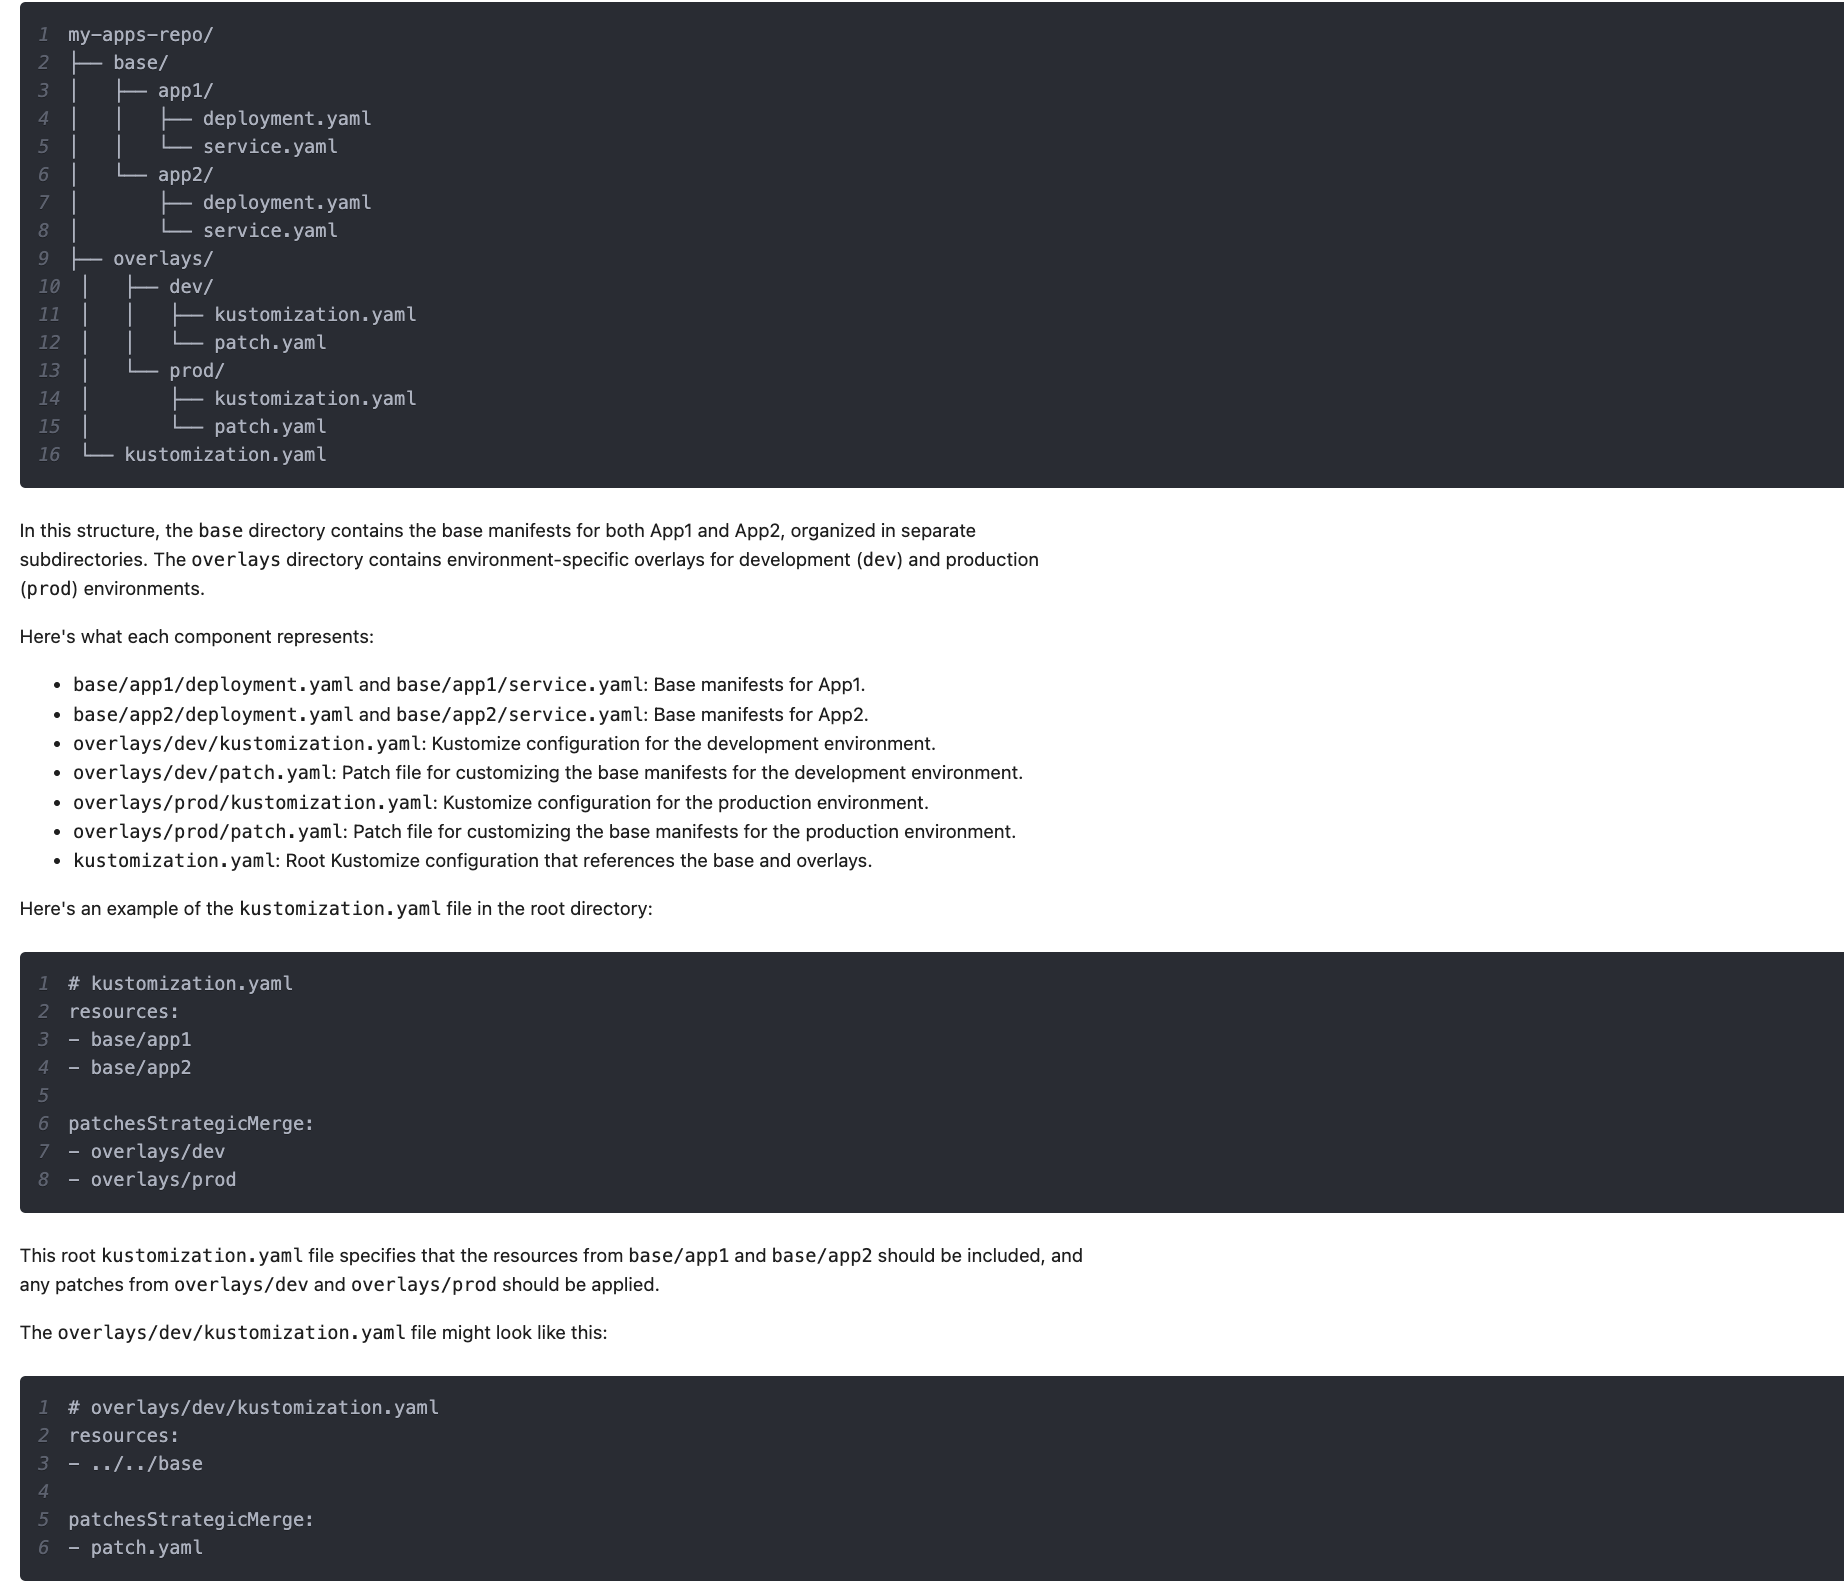 1 my-apps-repo/
2 ├── base/
3 │   ├── app1/
4 │   │   ├── deployment.yaml
5 │   │   └── service.yaml
6 │   └── app2/
7 │       ├── deployment.yaml
8 │       └── service.yaml
9 ├── overlays/
10 │   ├── dev/
11 │   │   ├── kustomization.yaml
12 │   │   └── patch.yaml
13 │   └── prod/
14 │       ├── kustomization.yaml
15 │       └── patch.yaml
16 └── kustomization.yaml
In this structure, the base directory contains the base manifests for both App1 and App2, organized in separate
subdirectories. The overlays directory contains environment-specific overlays for development (dev) and production
(prod) environments.
Here's what each component represents:
• base/app1/deployment.yaml and base/app1/service.yaml: Base manifests for App1.
• base/app2/deployment.yaml and base/app2/service.yaml: Base manifests for App2.
• overlays/dev/kustomization.yaml: Kustomize configuration for the development environment.
• overlays/dev/patch.yaml: Patch file for customizing the base manifests for the development environment.
• overlays/prod/kustomization.yaml: Kustomize configuration for the production environment.
• overlays/prod/patch.yaml: Patch file for customizing the base manifests for the production environment.
• kustomization.yaml: Root Kustomize configuration that references the base and overlays.
Here's an example of the kustomization.yaml file in the root directory:
1 # kustomization.yaml
2 resources:
3 - base/app1
4 - base/app2
5
6 patchesStrategicMerge:
7 - overlays/dev
8 - overlays/prod
This root kustomization.yaml file specifies that the resources from base/app1 and base/app2 should be included, and
any patches from overlays/dev and overlays/prod should be applied.
The overlays/dev/kustomization.yaml file might look like this:
1 # overlays/dev/kustomization.yaml
2 resources:
3 - ../../base
4
5 patchesStrategicMerge:
6 - patch.yaml